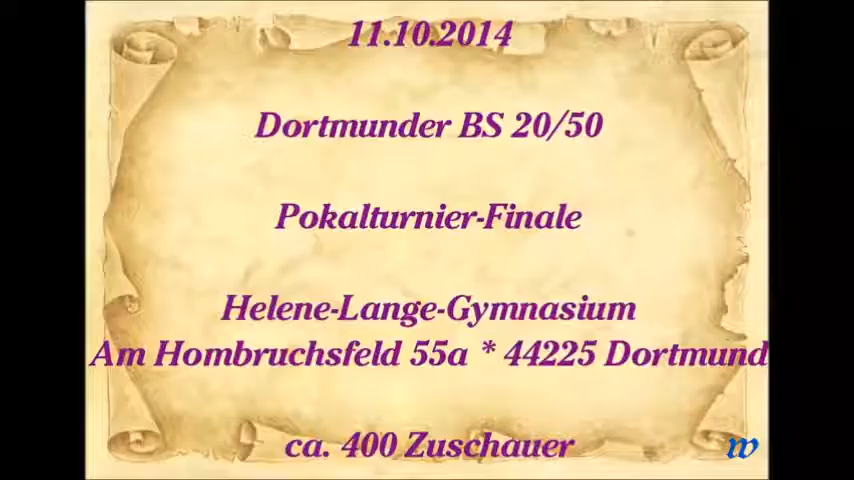 11.10.2014
Dortmunder BS 20/50
Pokalturnier-Finale
Helene-Lange-Gymnasium
Am Hombruchsfeld 55a * 44225 Dortmund
ca. 400 Zuschauer
w